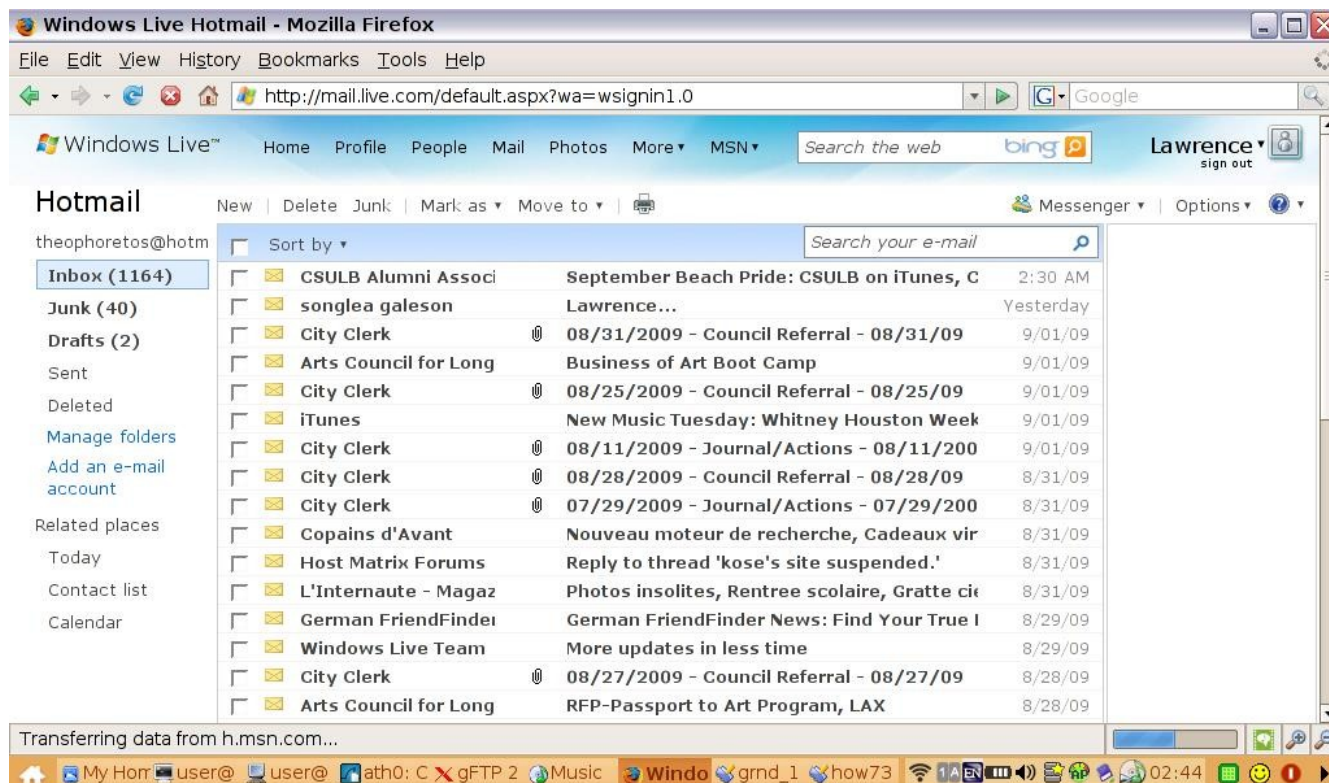 Windows Live Hotmail - Mozilla Firefox
File Edit View History Bookmarks Tools Help
http://mail.live.com/default.aspx?wa=wsignin1.0 G Google
Windows Live™ Home Profile People Mail Photos More MSN Search the web bing Lawrence
sign out
Hotmail New | Delete Junk | Mark as Move to | Messenger | Options ?
theophoretos@hotm Sort by Search your e-mail
Inbox (1164)
Junk (40)
Drafts (2)
Sent
Deleted
Manage folders
Add an e-mail
account
Related places
Today
Contact list
Calendar
CSULB Alumni Associ September Beach Pride: CSULB on iTunes, C 2:30 AM
songlea galeson Lawrence... Yesterday
City Clerk 08/31/2009 - Council Referral - 08/31/09 9/01/09
Arts Council for Long Business of Art Boot Camp 9/01/09
City Clerk 08/25/2009 - Council Referral - 08/25/09 9/01/09
iTunes New Music Tuesday: Whitney Houston Week 9/01/09
City Clerk 08/11/2009 - Journal/Actions - 08/11/200 9/01/09
City Clerk 08/28/2009 - Council Referral - 08/28/09 8/31/09
City Clerk 07/29/2009 - Journal/Actions - 07/29/200 8/31/09
Copains d'Avant Nouveau moteur de recherche, Cadeaux vir 8/31/09
Host Matrix Forums Reply to thread 'kose's site suspended.' 8/31/09
L'Internaute - Magaz Photos insolites, Rentree scolaire, Gratte cie 8/31/09
German FriendFinder German FriendFinder News: Find Your True 8/29/09
Windows Live Team More updates in less time 8/29/09
City Clerk 08/27/2009 - Council Referral - 08/27/09 8/28/09
Arts Council for Long RFP-Passport to Art Program, LAX 8/28/09
Transferring data from h.msn.com...
My Hom user@ user@ ath0: C gFTP 2 Music Windo grnd_1 how73 1 A EN 02:44